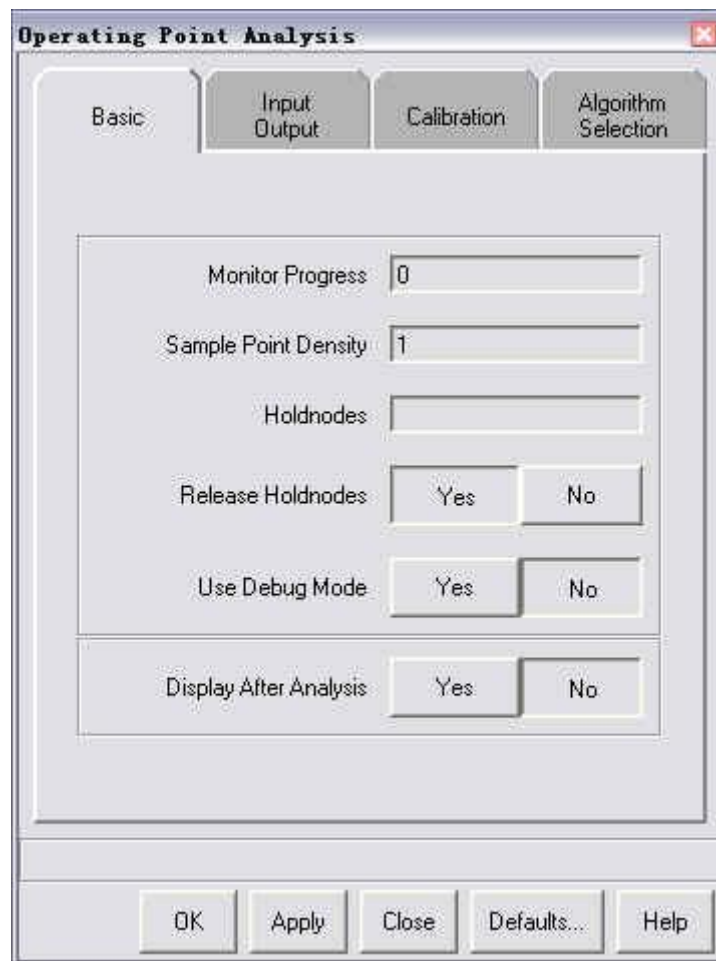 Operating Point Analysis
Basic
Input
Output
Calibration
Algorithm
Selection
Monitor Progress 0
Sample Point Density 1
Holdnodes
Release Holdnodes Yes No
Use Debug Mode Yes No
Display After Analysis Yes No
OK Apply Close Defaults... Help